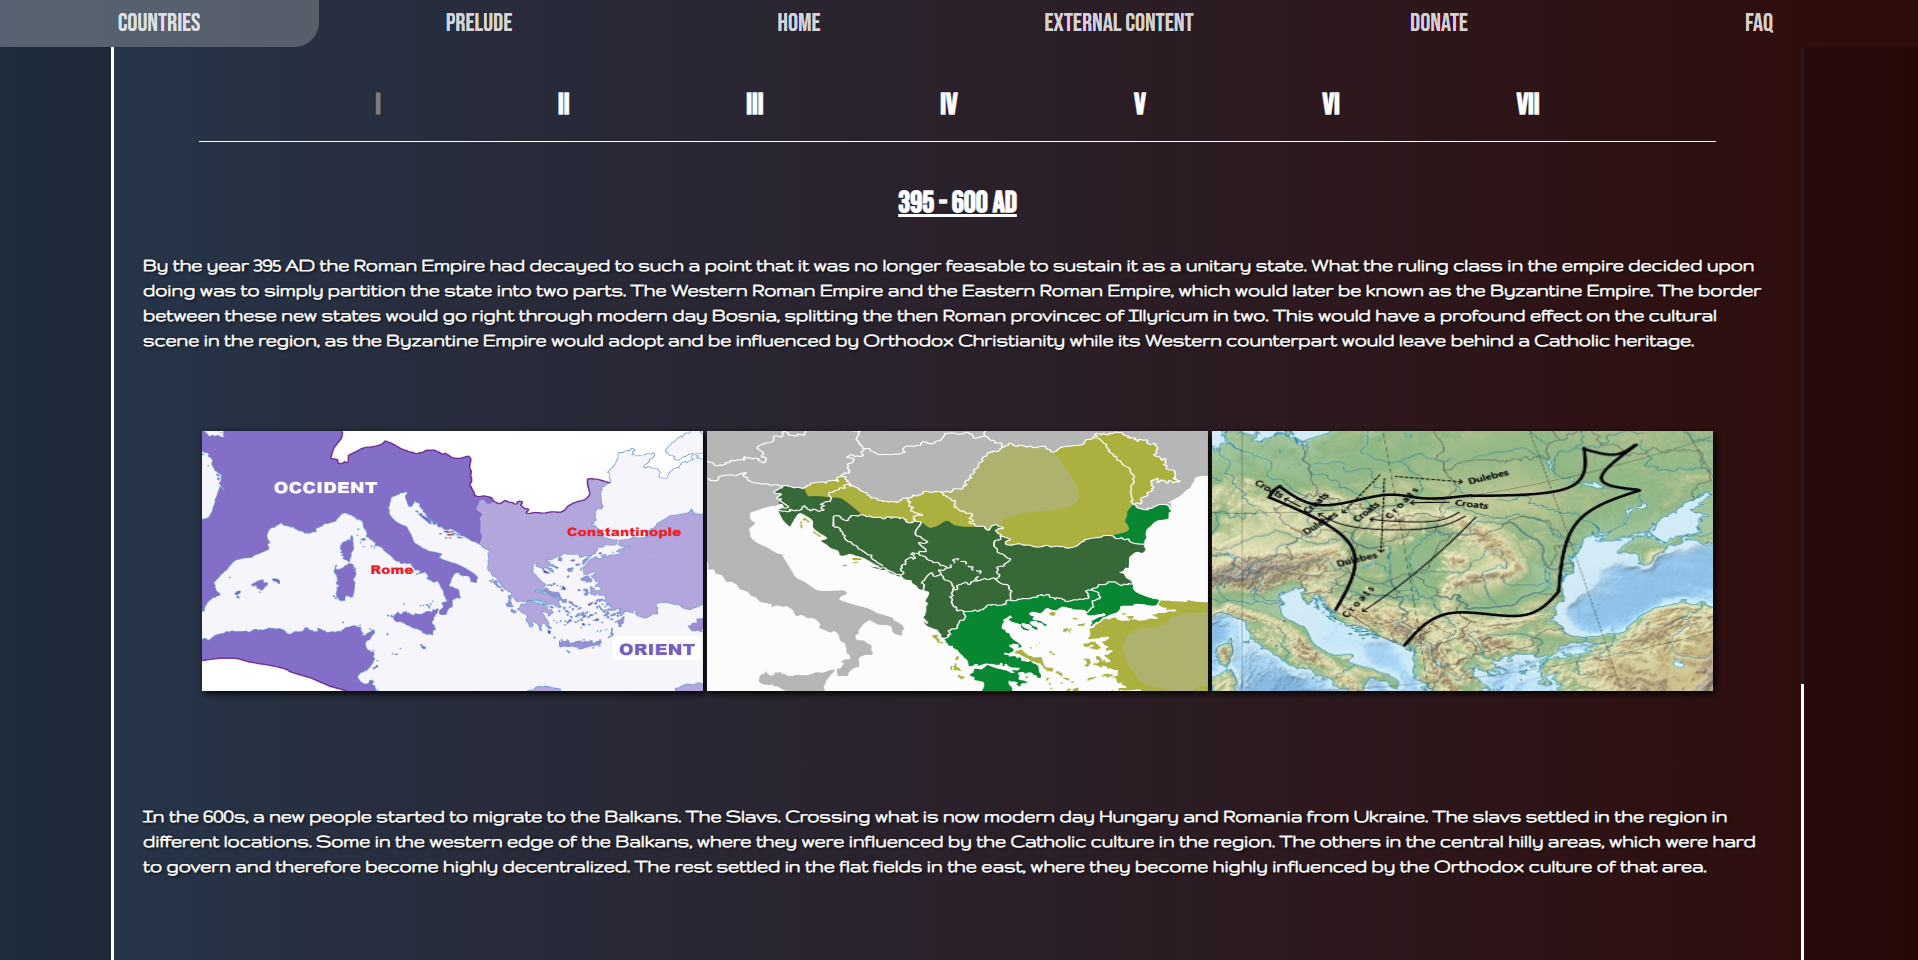 COUNTRIES PRELUDE HOME EXTERNAL CONTENT DONATE FAQ
I II III IV V VI VII
395 - 600 AD
By the year 395 AD the Roman Empire had decayed to such a point that it was no longer feasable to sustain it as a unitary state. What the ruling class in the empire decided upon
doing was to simply partition the state into two parts. The Western Roman Empire and the Eastern Roman Empire, which would later be known as the Byzantine Empire. The border
between these new states would go right through modern day Bosnia, splitting the then Roman provincec of Illyricum in two. This would have a profound effect on the cultural
scene in the region, as the Byzantine Empire would adopt and be influenced by Orthodox Christianity while its Western counterpart would leave behind a Catholic heritage.
OCCIDENT
Constantinople
Rome
ORIENT
Dulebes
Croats
Croats
Croats
Croats
Croats
Dulebes
Dulebes
Croats
In the 600s, a new people started to migrate to the Balkans. The Slavs. Crossing what is now modern day Hungary and Romania from Ukraine. The slavs settled in the region in
different locations. Some in the western edge of the Balkans, where they were influenced by the Catholic culture in the region. The others in the central hilly areas, which were hard
to govern and therefore become highly decentralized. The rest settled in the flat fields in the east, where they become highly influenced by the Orthodox culture of that area.